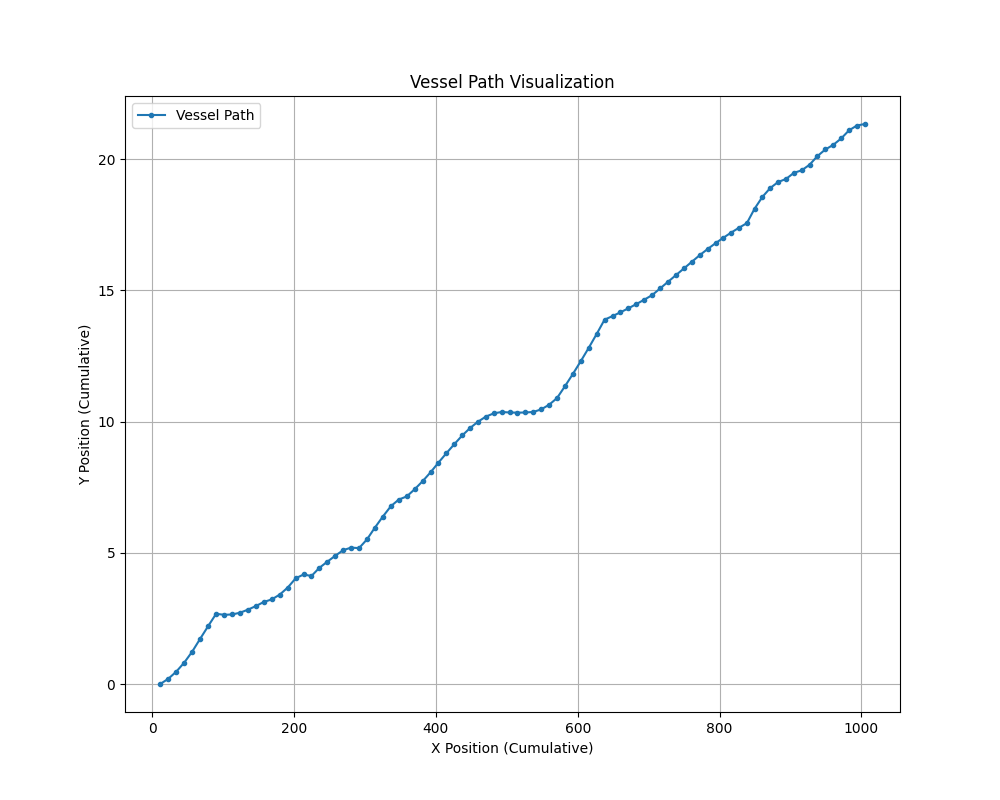 Vessel Path Visualization
Vessel Path
20
15
10
5
0
Y Position (Cumulative)
0 200 400 600 800 1000
X Position (Cumulative)